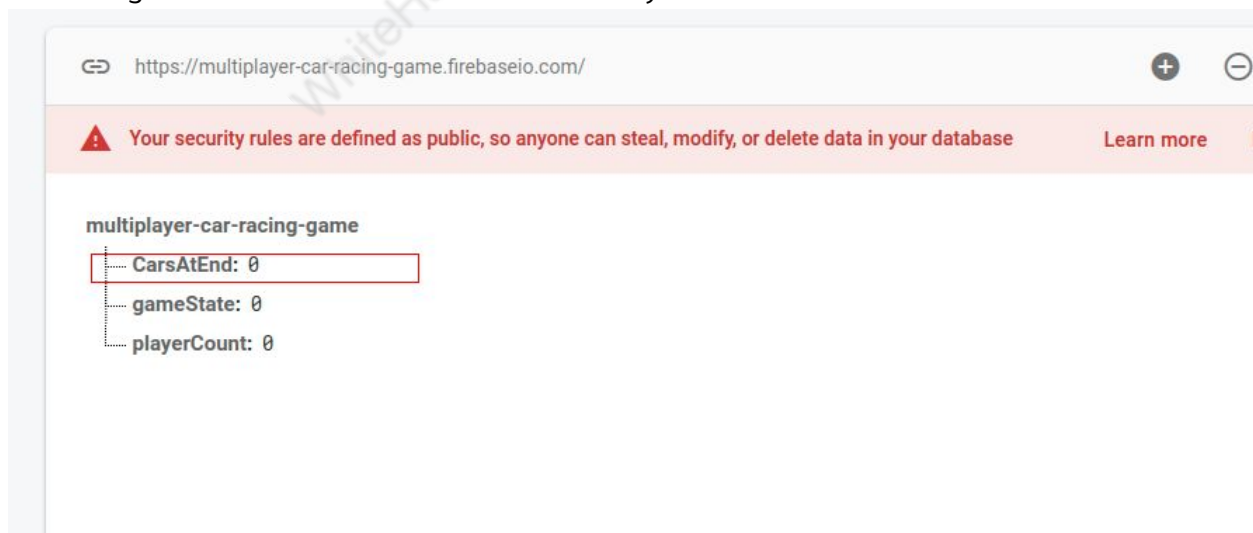 https://multiplayer-car-racing-game.firebaseio.com/
Your security rules are defined as public, so anyone can steal, modify, or delete data in your database Learn more
multiplayer-car-racing-game
CarsAtEnd: 0
gameState: 0
playerCount: 0